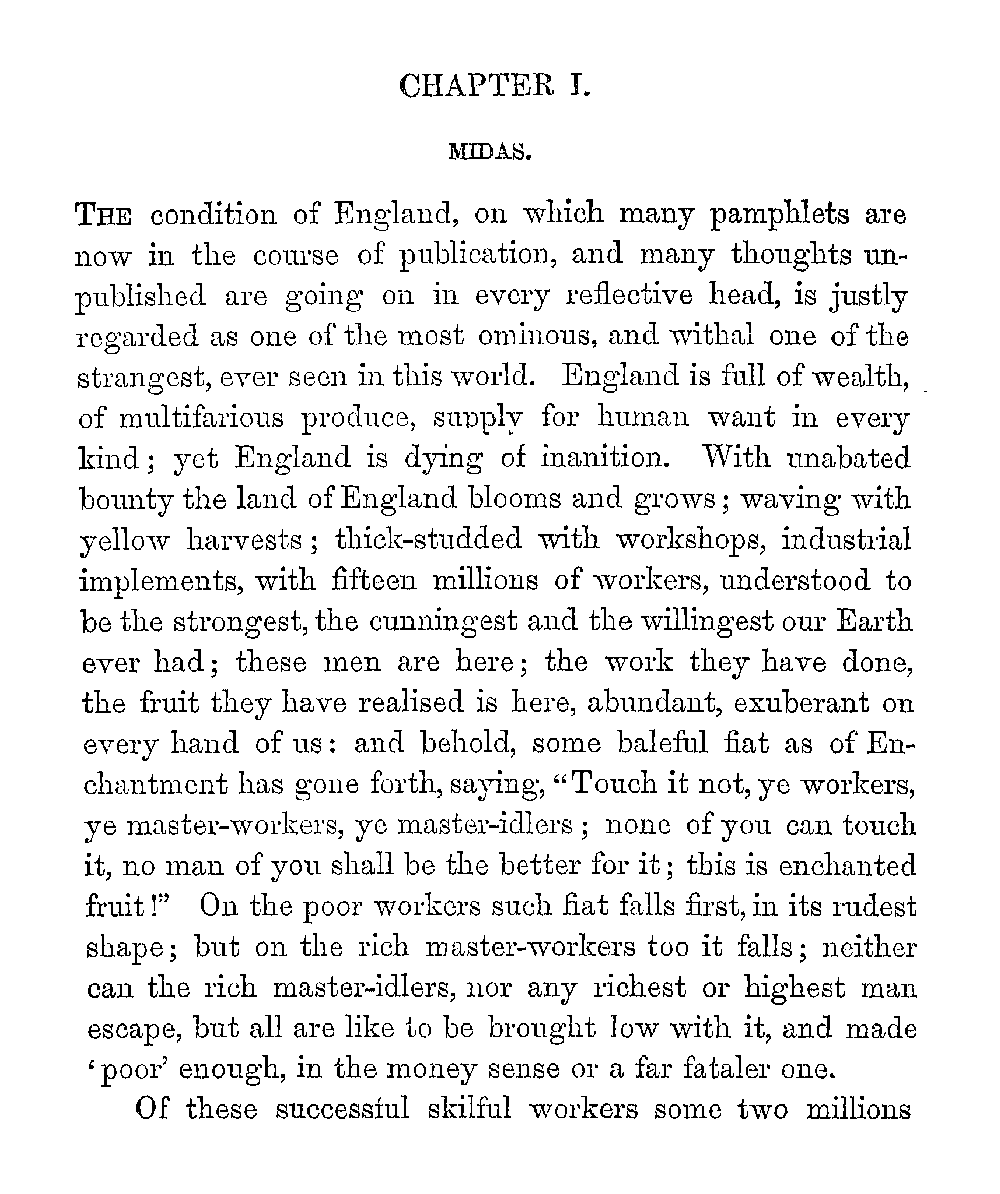 CHAPTER I.
MIDAS.
THE condition of England, on which many pamphlets are
now in the course of publication, and many thoughts un-
published are going on in every reflective head, is justly
regarded as one of the most ominous, and withal one of the
strangest, ever seen in this world. England is full of wealth,
of multifarious produce, supply for human want in every
kind; yet England is dying of inanition. With unabated
bounty the land of England blooms and grows; waving with
yellow harvests; thick-studded with workshops, industrial
implements, with fifteen millions of workers, understood to
be the strongest, the cunningest and the willingest our Earth
ever had; these men are here; the work they have done,
the fruit they have realised is here, abundant, exuberant on
every hand of us: and behold, some baleful fiat as of En-
chantment has gone forth, saying, “Touch it not, ye workers,
ye master-workers, ye master-idlers; none of you can touch
it, no man of you shall be the better for it; this is enchanted
fruit!” On the poor workers such fiat falls first, in its rudest
shape; but on the rich master-workers too it falls; neither
can the rich master-idlers, nor any richest or highest man
escape, but all are like to be brought low with it, and made
‘poor’ enough, in the money sense or a far fataler one.
Of these successful skilful workers some two millions